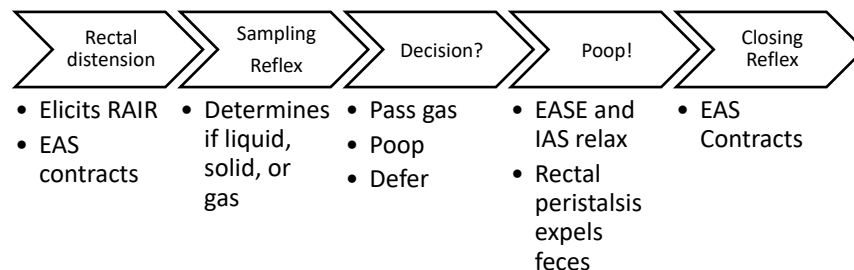 Rectal
distension
Sampling
Reflex
Decision?
Poop!
Closing
Reflex
• Elicits RAIR
• EAS
contracts
• Determines
if liquid,
solid, or
gas
• Pass gas
• Poop
• Defer
• EASE and
IAS relax
• Rectal
peristalsis
expels
feces
• EAS
Contracts